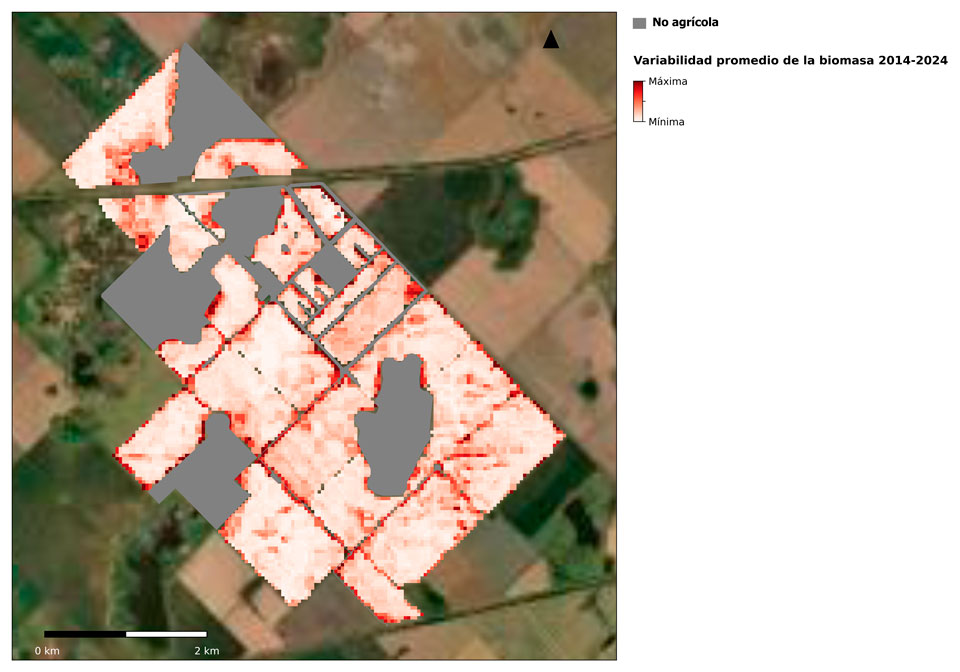 No agrícola
Variabilidad promedio de la biomasa 2014-2024
Máxima
Mínima
0 km 2 km